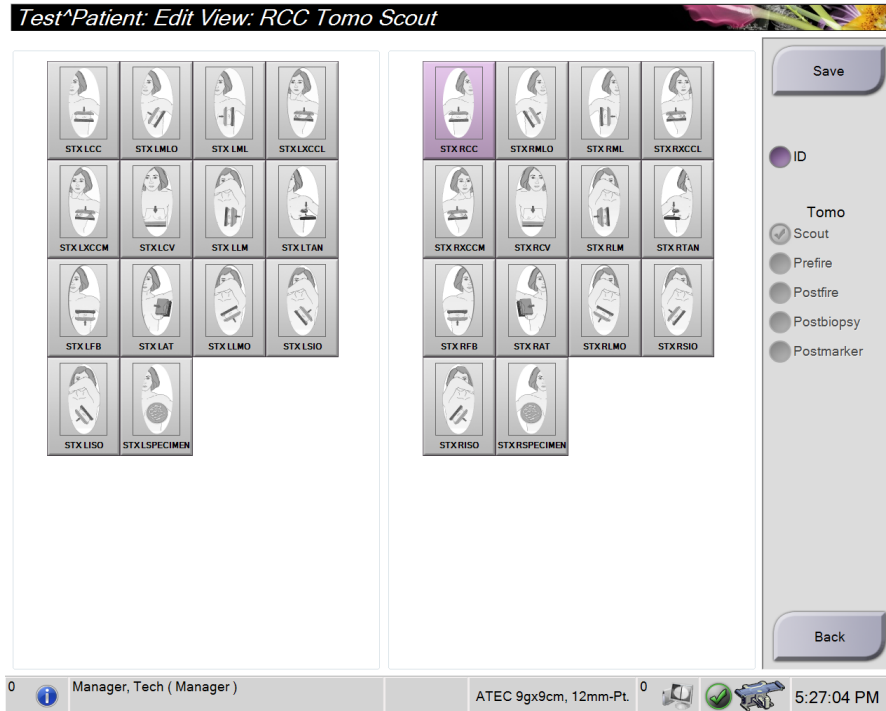 Test^Patient: Edit View: RCC Tomo Scout
STX LCC
STX LMLO
STX LML
STX LXCCL
STX LXCCM
STX LCV
STX LLM
STX LTAN
STX LFB
STX LAT
STX LLMO
STX LSIO
STX LISO
STX LSPECIMEN
STX RCC
STX RMLO
STX RML
STX RXCCL
STX RXCCM
STX RCV
STX RLM
STX RTAN
STX RFB
STX RAT
STX RLMO
STX RSIO
STX RISO
STX RSPECIMEN
Save
ID
Tomo
Scout
Prefire
Postfire
Postbiopsy
Postmarker
Back
0
Manager, Tech ( Manager )
ATEC 9gx9cm, 12mm-Pt.
0
5:27:04 PM